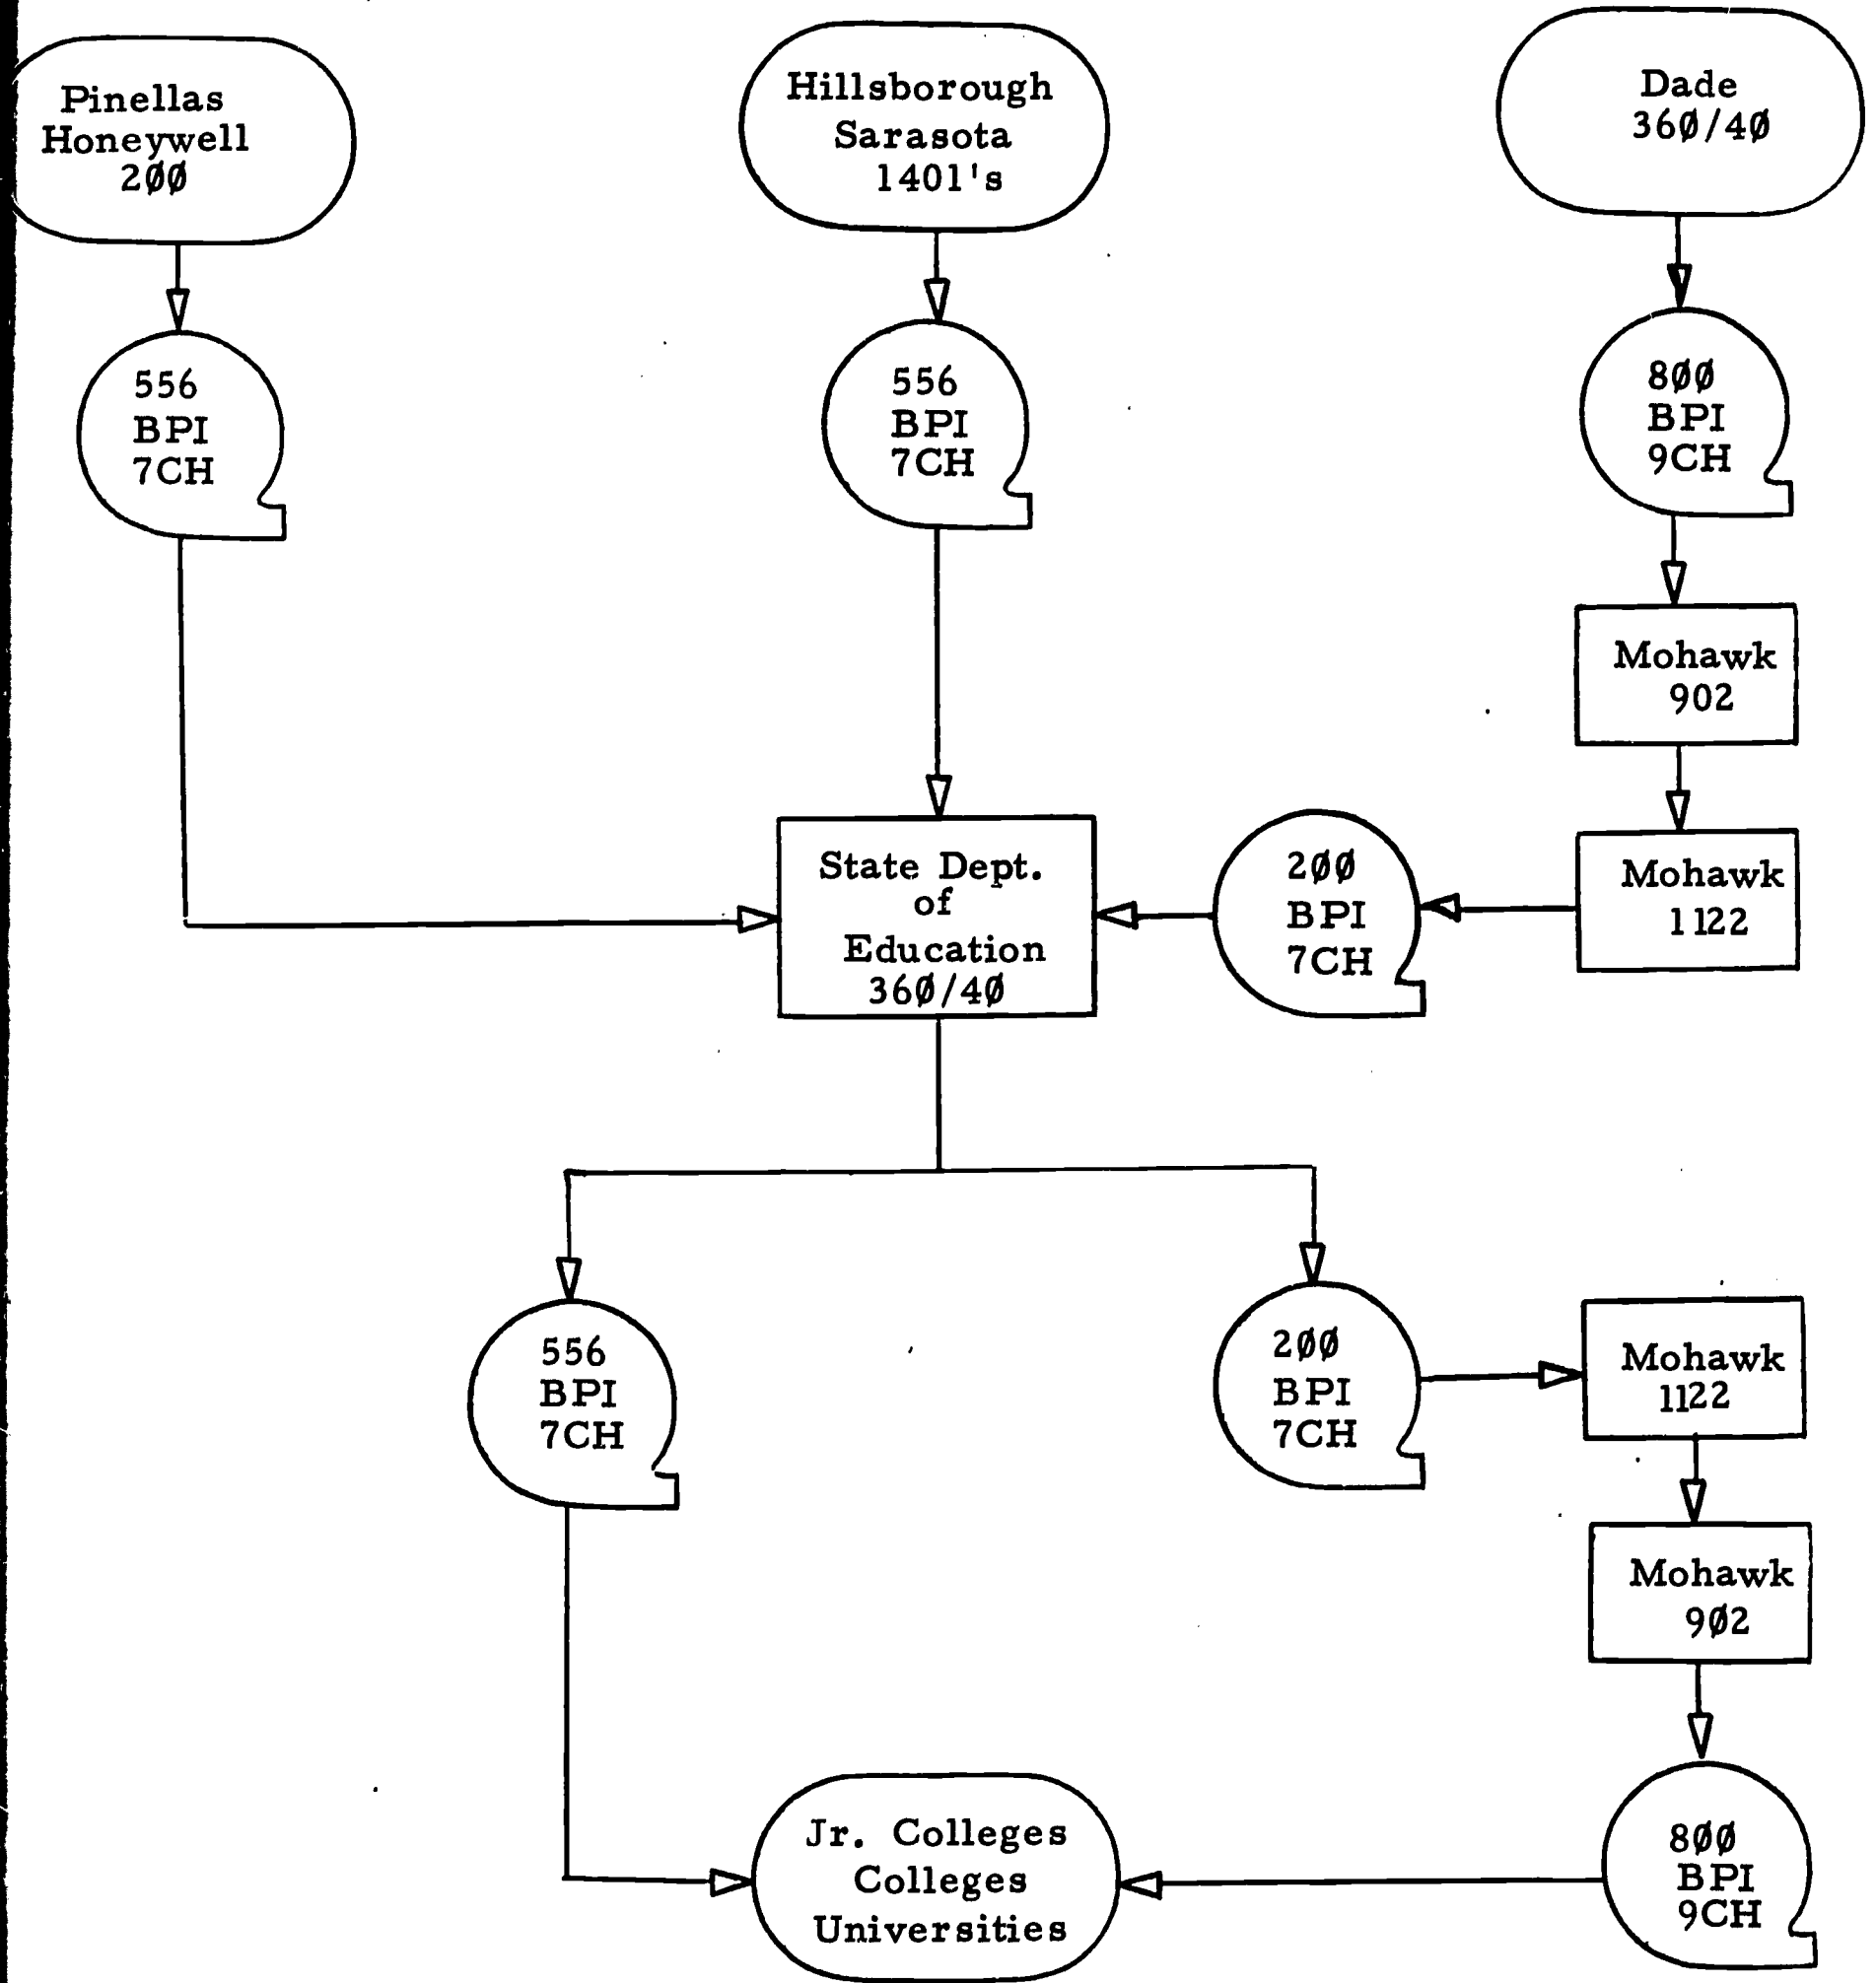 Pinellas
Honeywell
2ØØ
Hillsborough
Sarasota
1401's
Dade
36Ø/4Ø
556
BPI
7CH
556
BPI
7CH
8ØØ
BPI
9CH
Mohawk
902
State Dept.
of
Education
36Ø/4Ø
2ØØ
BPI
7CH
Mohawk
1122
556
BPI
7CH
2ØØ
BPI
7CH
Mohawk
1122
Mohawk
9Ø2
Jr. Colleges
Colleges
Universities
8ØØ
BPI
9CH